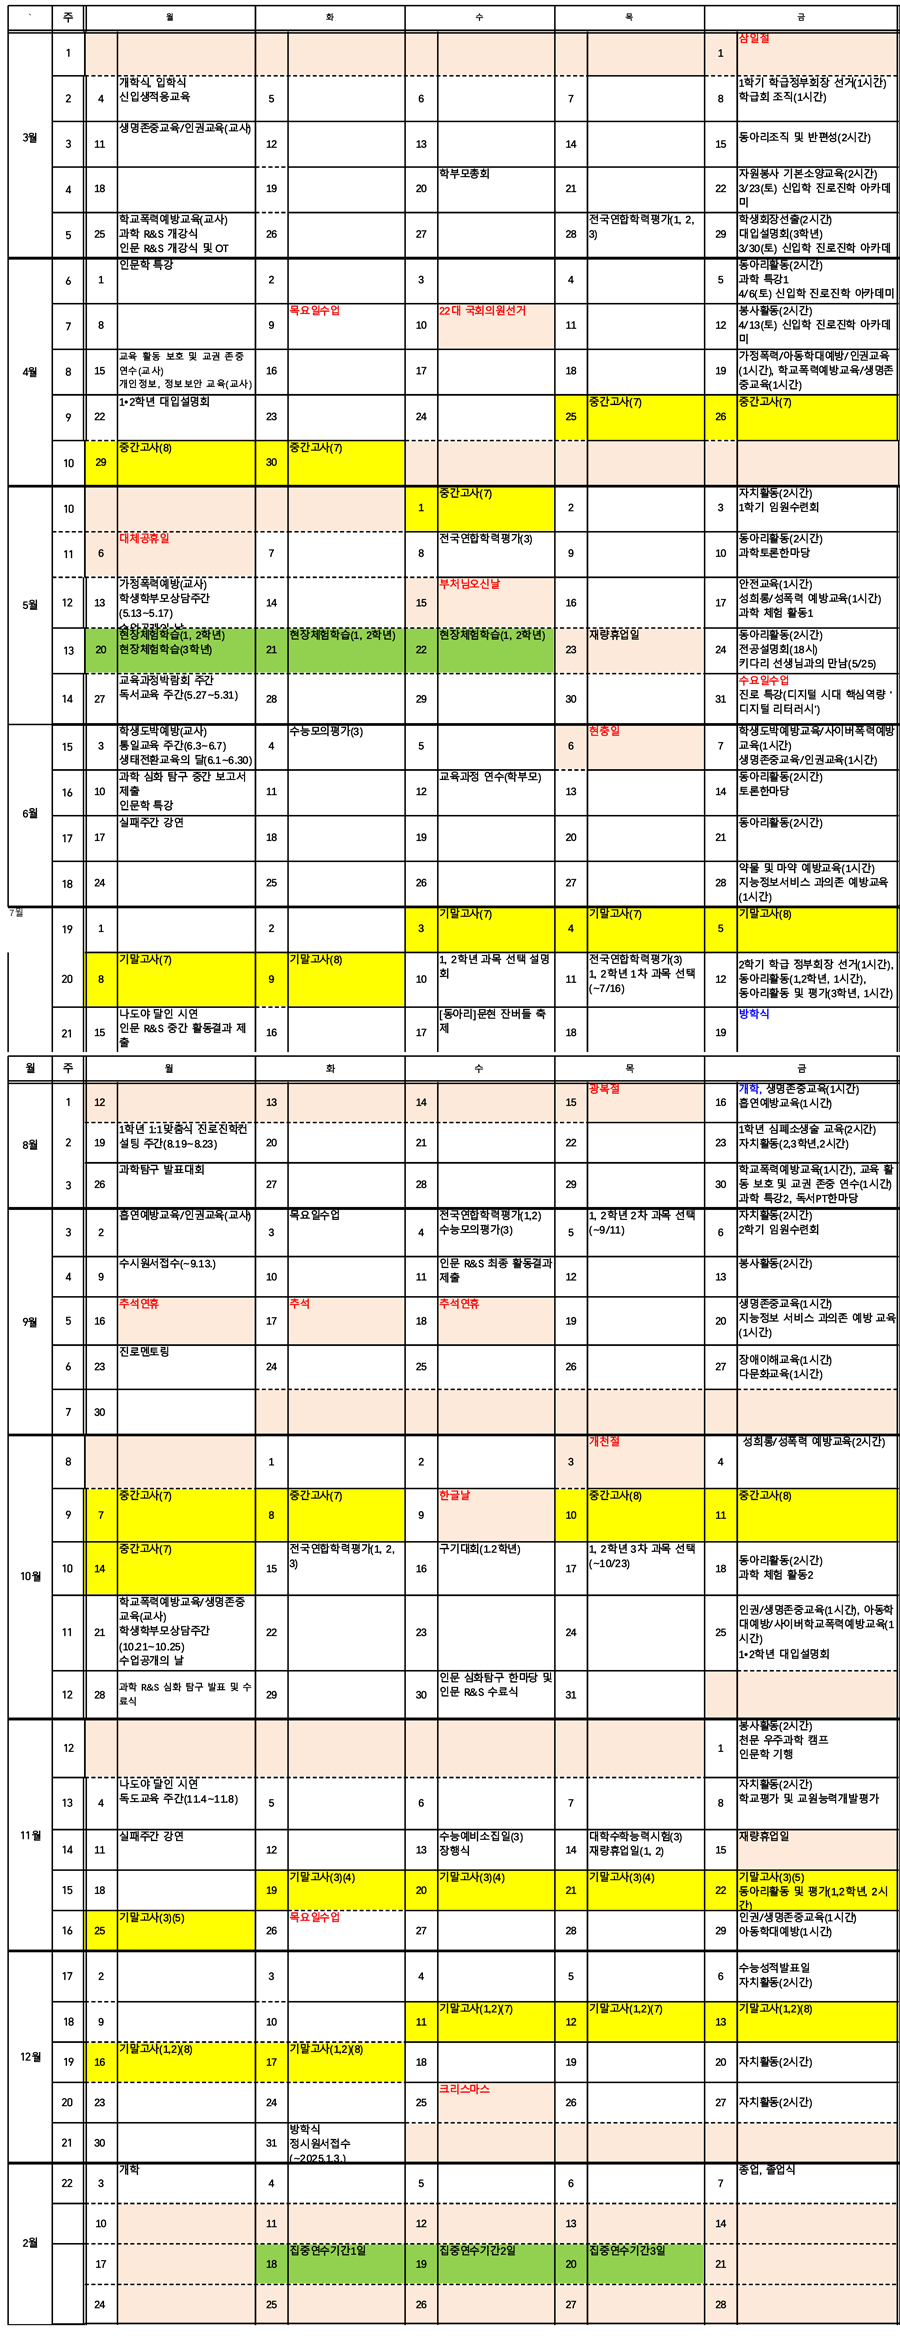 ` 주 월 화 수 목 금
3월
1 1 삼일절
2 4 개학식, 입학식
신입생적응교육
5 6 7 8 1학기 학급정부회장 선거(1시간)
학급회 조직(1시간)
3 11 생명존중교육/인권교육(교사)
12 13 14 15 동아리조직 및 반편성(2시간)
4 18 19 20 학부모총회
21 22 자원봉사 기본소양교육(2시간)
3/23(토) 신입학 진로진학 아카데
미
5 25 학교폭력예방교육(교사)
과학 R&S 개강식
인문 R&S 개강식 및 OT
26 27 28 전국연합학력평가(1, 2,
3)
29 학생회장선출(2시간)
대입설명회(3학년)
3/30(토) 신입학 진로진학 아카데
4월
6 1 인문학 특강
2 3 4 5 동아리활동(2시간)
과학 특강1
4/6(토) 신입학 진로진학 아카데미
7 8 9 목요일수업
10 22대 국회의원선거
11 12 봉사활동(2시간)
4/13(토) 신입학 진로진학 아카데
미
8 15 교육 활동 보호 및 교권 존중
연수(교사)
개인정보, 정보보안 교육(교사)
16 17 18 19 가정폭력/아동학대예방/인권교육
(1시간), 학교폭력예방교육/생명존
중교육(1시간)
9 22 1•2학년 대입설명회
23 24 25 중간고사(7)
26 중간고사(7)
10 29 중간고사(8)
30 중간고사(7)
5월
10 1 중간고사(7)
2 3 자치활동(2시간)
1학기 임원수련회
11 6 대체공휴일
7 8 전국연합학력평가(3)
9 10 동아리활동(2시간)
과학토론한마당
12 13 가정폭력예방(교사)
학생학부모상담주간
(5.13~5.17)
수업공개의 날
14 15 부처님오신날
16 17 안전교육(1시간)
성희롱/성폭력 예방교육(1시간)
과학 체험 활동1
13 20 현장체험학습(1, 2학년)
현장체험학습(3학년)
21 현장체험학습(1, 2학년)
22 현장체험학습(1, 2학년)
23 재량휴업일
24 동아리활동(2시간)
전공설명회(18시)
키다리 선생님과의 만남(5/25)
14 27 교육과정박람회 주간
독서교육 주간(5.27~5.31)
28 29 30 31 수요일수업
진로 특강(디지털 시대 핵심역량 '
디지털 리터러시')
6월
15 3 학생도박예방(교사)
통일교육 주간(6.3~6.7)
생태전환교육의 달(6.1~6.30)
4 수능모의평가(3)
5 6 현충일
7 학생도박예방교육/사이버폭력예방
교육(1시간)
생명존중교육/인권교육(1시간)
16 10 과학 심화 탐구 중간 보고서
제출
인문학 특강
11 12 교육과정 연수(학부모)
13 14 동아리활동(2시간)
토론한마당
17 17 실패주간 강연
18 19 20 21 동아리활동(2시간)
18 24 25 26 27 28 약물 및 마약 예방교육(1시간)
지능정보서비스 과의존 예방교육
(1시간)
7월
19 1 2 3 기말고사(7)
4 기말고사(7)
5 기말고사(8)
20 8 기말고사(7)
9 기말고사(8)
10 1, 2학년 과목 선택 설명
회
11 전국연합학력평가(3)
1, 2학년 1차 과목 선택
(~7/16)
12 2학기 학급 정부회장 선거(1시간),
동아리활동(1,2학년, 1시간),
동아리활동 및 평가(3학년, 1시간)
21 15 나도야 달인 시연
인문 R&S 중간 활동결과 제
출
16 17 [동아리]문현 잔버들 축
제
18 19 방학식
월 주 월 화 수 목 금
8월
1 12 13 14 15 광복절
16 개학, 생명존중교육(1시간)
흡연예방교육(1시간)
2 19 1학년 1:1맞춤식 진로진학컨
설팅 주간(8.19~8.23)
20 21 22 23 1학년 심폐소생술 교육(2시간)
자치활동(2,3학년,2시간)
3 26 과학탐구 발표대회
27 28 29 30 학교폭력예방교육(1시간), 교육 활
동 보호 및 교권 존중 연수(1시간)
과학 특강2, 독서PT한마당
9월
3 2 흡연예방교육/인권교육(교사)
3 목요일수업
4 전국연합학력평가(1,2)
수능모의평가(3)
5 1, 2학년 2차 과목 선택
(~9/11)
6 자치활동(2시간)
2학기 임원수련회
4 9 수시원서접수(~9.13.)
10 11 인문 R&S 최종 활동결과
제출
12 13 봉사활동(2시간)
5 16 추석연휴
17 추석
18 추석연휴
19 20 생명존중교육(1시간)
지능정보 서비스 과의존 예방 교육
(1시간)
6 23 진로멘토링
24 25 26 27 장애이해교육(1시간)
다문화교육(1시간)
7 30
10월
8 1 2 3 개천절
4 성희롱/성폭력 예방교육(2시간)
9 7 중간고사(7)
8 중간고사(7)
9 한글날
10 중간고사(8)
11 중간고사(8)
10 14 중간고사(7)
15 전국연합학력평가(1, 2,
3)
16 구기대회(1.2학년)
17 1, 2학년 3차 과목 선택
(~10/23)
18 동아리활동(2시간)
과학 체험 활동2
11 21 학교폭력예방교육/생명존중
교육(교사)
학생학부모상담주간
(10.21~10.25)
수업공개의 날
22 23 24 25 인권/생명존중교육(1시간), 아동학
대예방/사이버학교폭력예방교육(1
시간)
1•2학년 대입설명회
12 28 과학 R&S 심화 탐구 발표 및 수
료식
29 30 인문 심화탐구 한마당 및
인문 R&S 수료식
31
11월
12 1 봉사활동(2시간)
천문 우주과학 캠프
인문학 기행
13 4 나도야 달인 시연
독도교육 주간(11.4~11.8)
5 6 7 8 자치활동(2시간)
학교평가 및 교원능력개발평가
14 11 실패주간 강연
12 13 수능예비소집일(3)
장행식
14 대학수학능력시험(3)
재량휴업일(1, 2)
15 재량휴업일
15 18 19 기말고사(3)(4)
20 기말고사(3)(4)
21 기말고사(3)(4)
22 기말고사(3)(5)
동아리활동 및 평가(1,2학년, 2시
간)
16 25 기말고사(3)(5)
26 목요일수업
27 28 29 인권/생명존중교육(1시간)
아동학대예방(1시간)
12월
17 2 3 4 5 6 수능성적발표일
자치활동(2시간)
18 9 10 11 기말고사(1,2)(7)
12 기말고사(1,2)(7)
13 기말고사(1,2)(8)
19 16 기말고사(1,2)(8)
17 기말고사(1,2)(8)
18 19 20 자치활동(2시간)
20 23 24 25 크리스마스
26 27 자치활동(2시간)
21 30 31 방학식
정시원서접수
(~2025.1.3.)
2월
22 3 개학
4 5 6 7 종업, 졸업식
10 11 12 13 14
17 18 집중연수기간1일
19 집중연수기간2일
20 집중연수기간3일
21
24 25 26 27 28